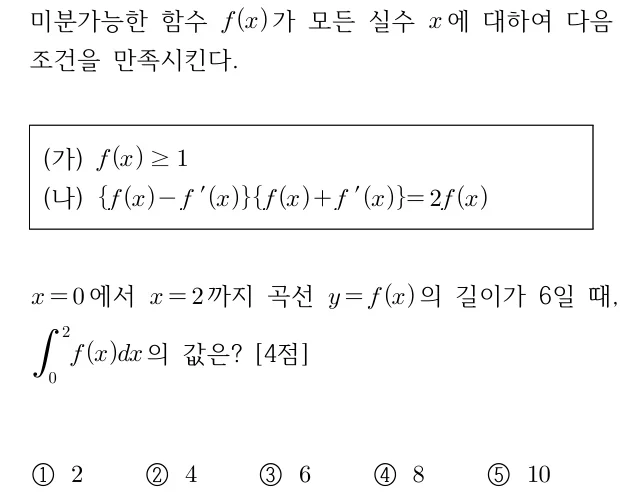 미분가능한 함수 f(x)가 모든 실수 x에 대하여 다음
조건을 만족시킨다.
(가) f(x) ≥ 1
(나) {f(x)−f ′(x)}{f(x)+f ′(x)}=2f(x)
x=0에서 x=2까지 곡선 y=f(x)의 길이가 6일 때,
∫₀² f(x)dx의 값은? [4점]
① 2 ② 4 ③ 6 ④ 8 ⑤ 10